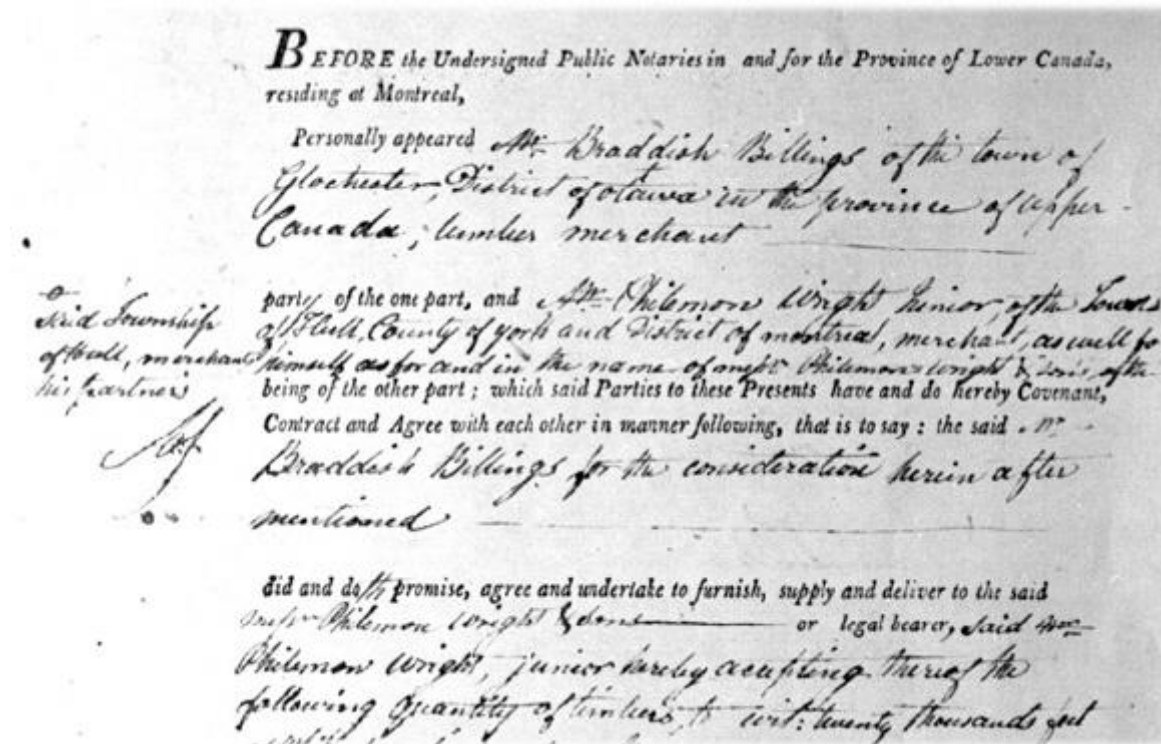 BEFORE the Undersigned Public Notaries in and for the Province of Lower Canada,
residing at Montreal,
Personally appeared Mr. Braddish Billings of the town of
Glochester, District of otawa in the province of upper
Canada, lumber merchant
party of the one part, and Mr. Philemon Wright Junior, of the Town
of Hull, County of york and District of montreal, merchant, as well for
himself as for and in the name of messrs Philemon Wright & sons, of the
said Township
of Hull, merchant
his partners
being of the other part; which said Parties to these Presents have and do hereby Covenant,
Contract and Agree with each other in manner following, that is to say: the said Mr.
Braddish Billings for the consideration herein after
mentioned
did and doth promise, agree and undertake to furnish, supply and deliver to the said
messrs Philemon Wright & sons or legal bearer, said
Philemon Wright, junior hereby accepting thereof the
following Quantity of timbers, to wit: twenty thousands feet